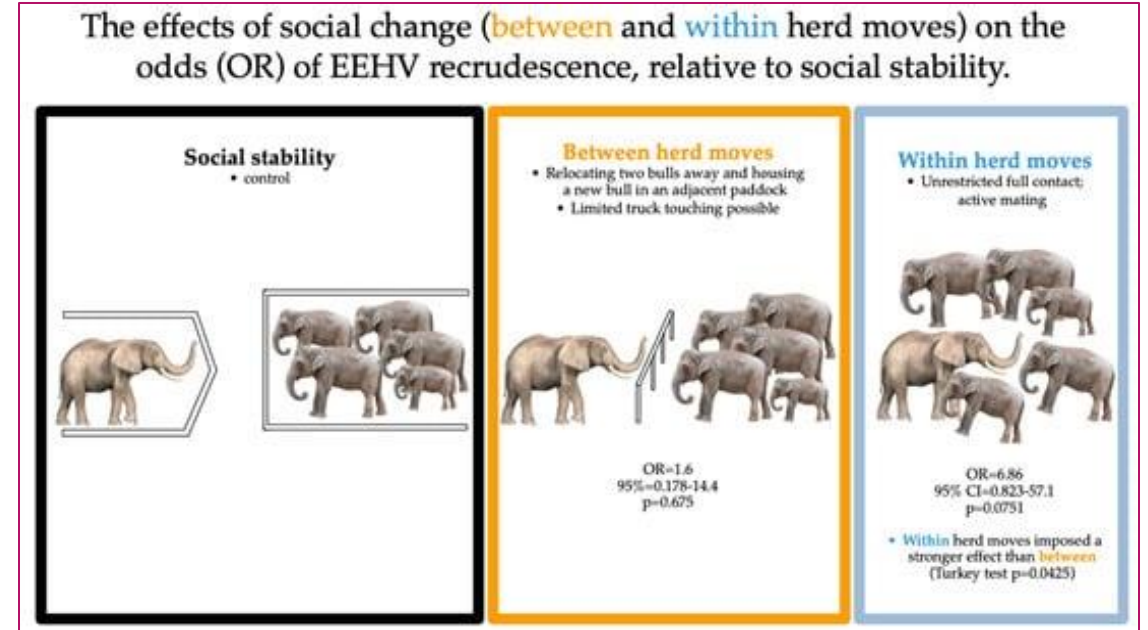 The effects of social change (between and within herd moves) on the
odds (OR) of EEHV recrudescence, relative to social stability.
Social stability
• control
Between herd moves
• Relocating two bulls away and housing
a new bull in an adjacent paddock
• Limited truck touching possible
OR=1.6
95%=0.178-14.4
p=0.675
Within herd moves
• Unrestricted full contact;
active mating
OR=6.86
95% CI=0.823-57.1
p=0.0751
• Within herd moves imposed a
stronger effect than between
(Turkey test p=0.0425)